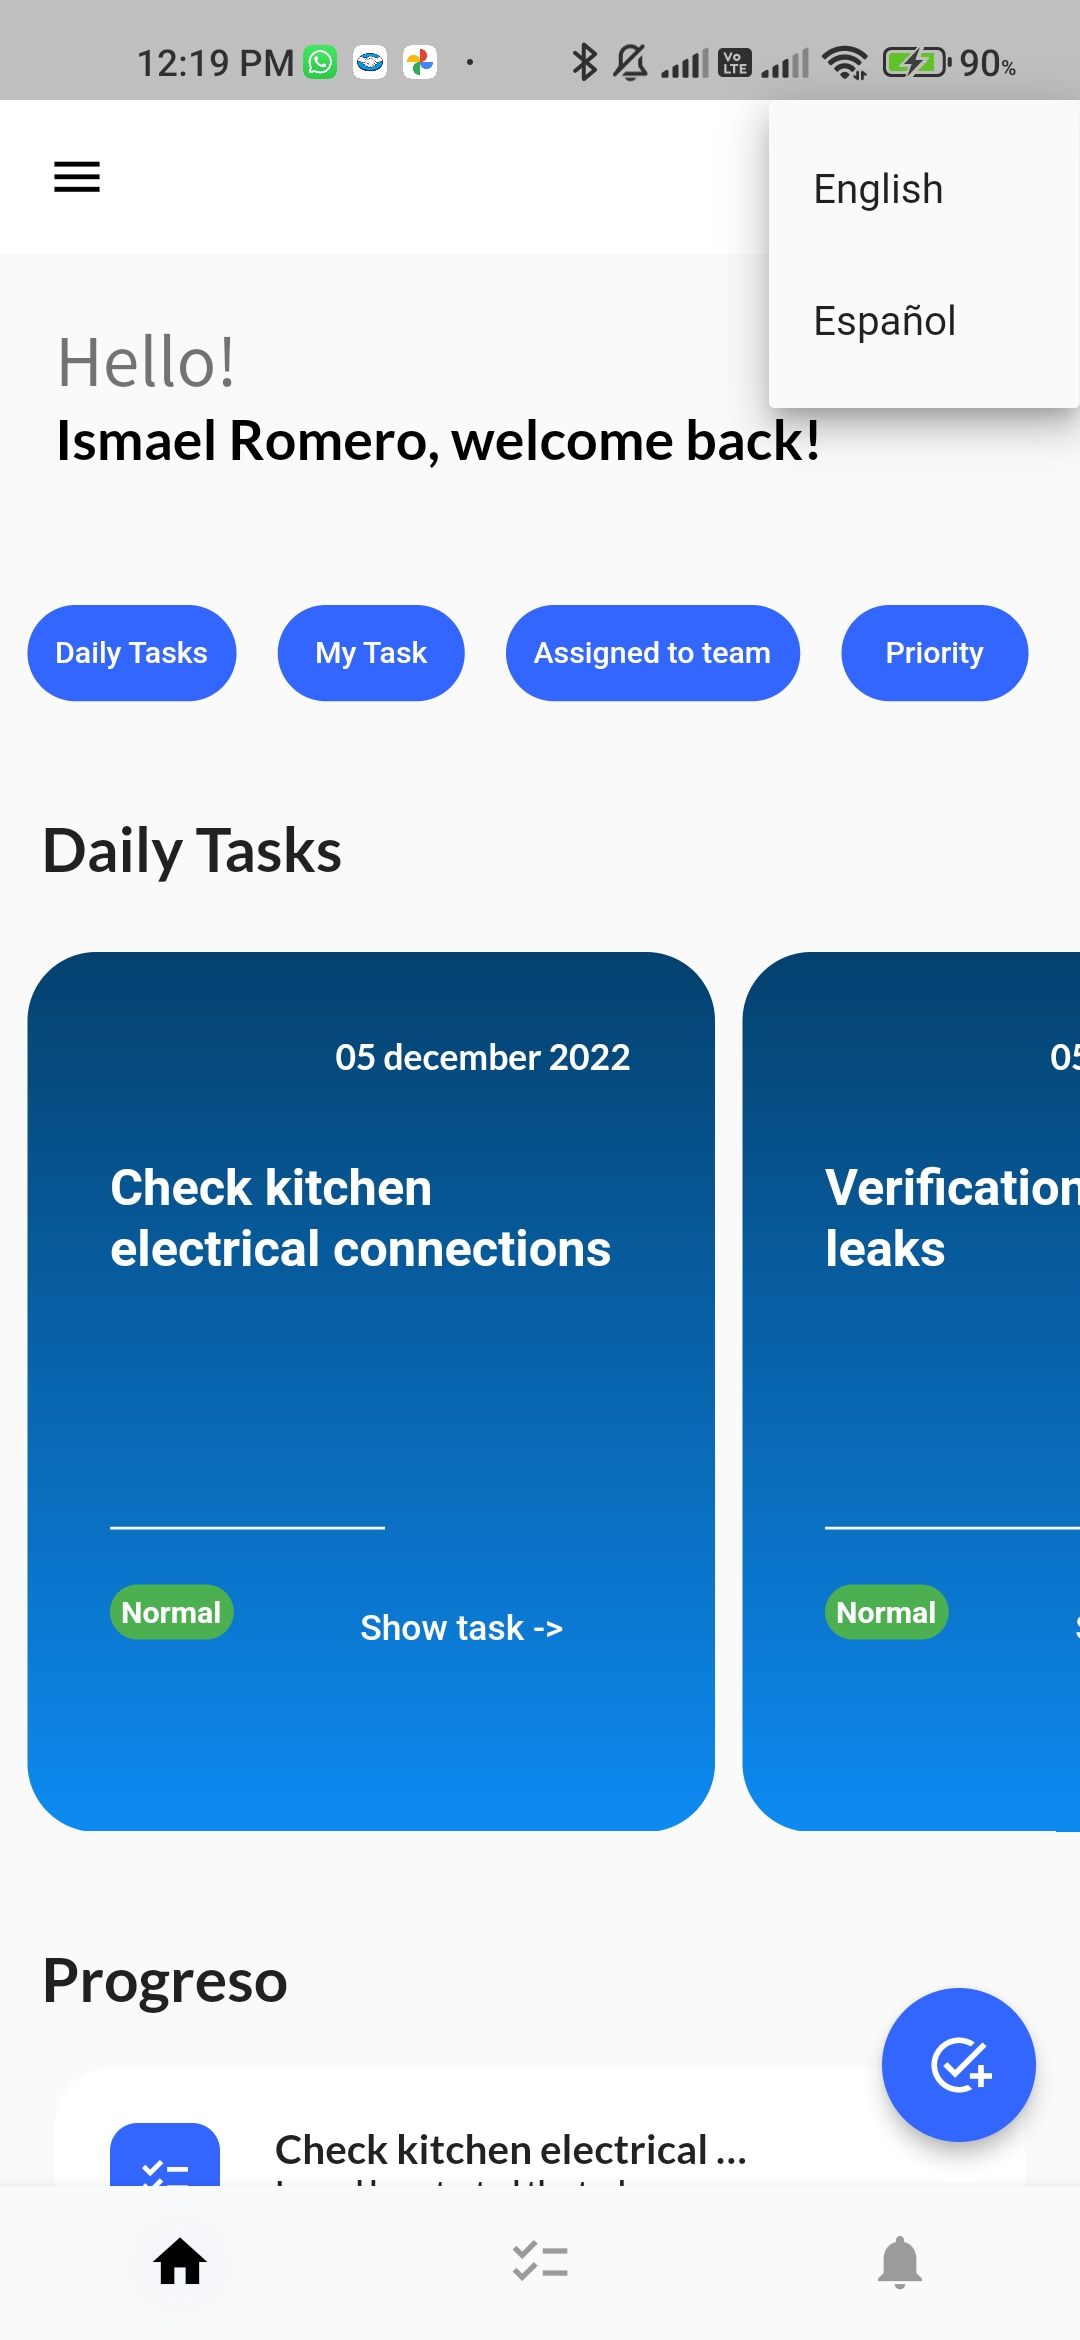 12:19 PM
Vo
LTE
90%
English
Español
Hello!
Ismael Romero, welcome back!
Daily Tasks
My Task
Assigned to team
Priority
Daily Tasks
05 december 2022
05
Check kitchen
electrical connections
Verification
leaks
Normal
Show task ->
Normal
Progreso
Check kitchen electrical ...